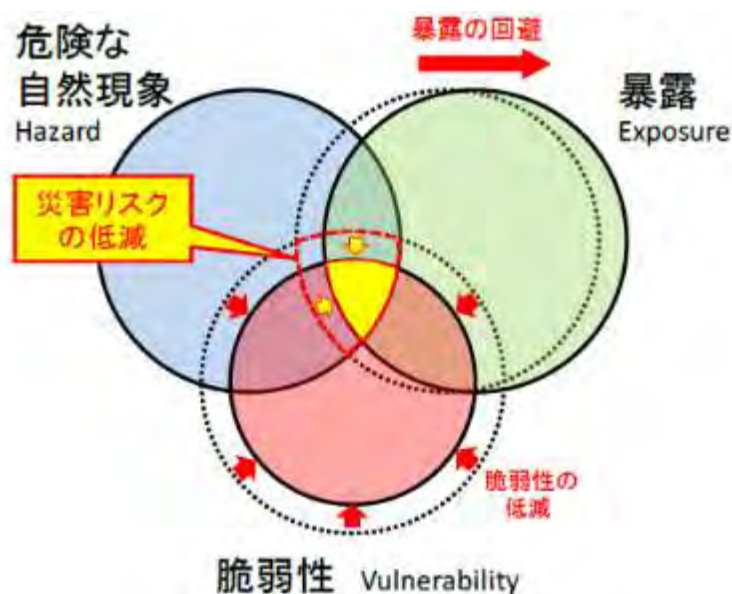 危険な
自然現象
Hazard
暴露の回避
暴露
Exposure
災害リスク
の低減
脆弱性の
低減
脆弱性 Vulnerability